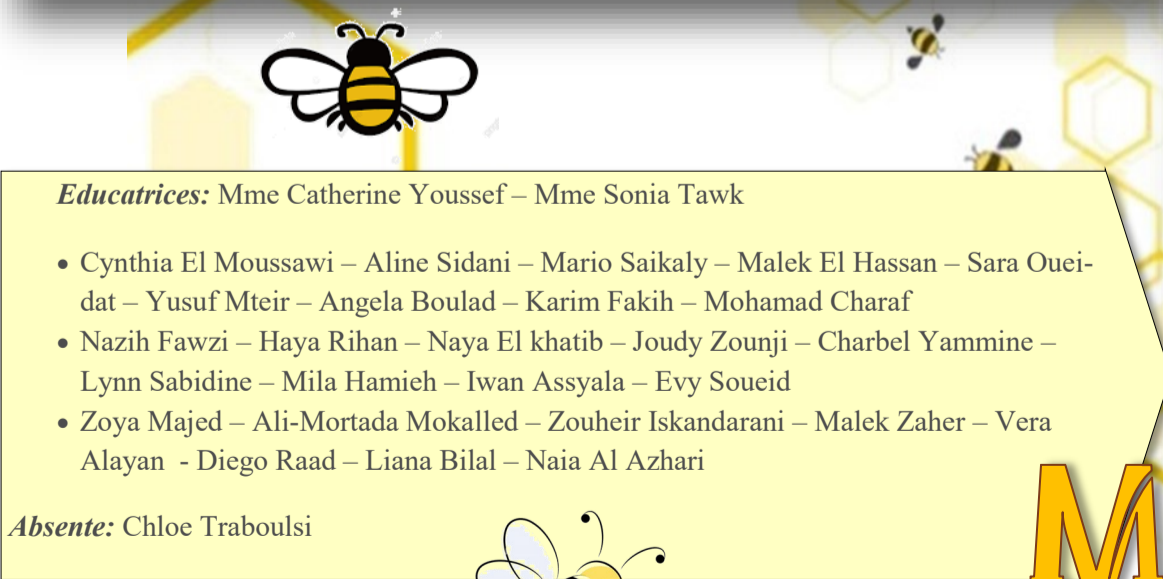 Educatrices: Mme Catherine Youssef – Mme Sonia Tawk
• Cynthia El Moussawi – Aline Sidani – Mario Saikaly – Malek El Hassan – Sara Ouei-
dat – Yusuf Mteir – Angela Boulad – Karim Fakih – Mohamad Charaf
• Nazih Fawzi – Haya Rihan – Naya El khatib – Joudy Zounji – Charbel Yammine –
Lynn Sabidine – Mila Hamieh – Iwan Assyala – Evy Soueid
• Zoya Majed – Ali-Mortada Mokalled – Zouheir Iskandarani – Malek Zaher – Vera
Alayan - Diego Raad – Liana Bilal – Naia Al Azhari
Absente: Chloe Traboulsi
M